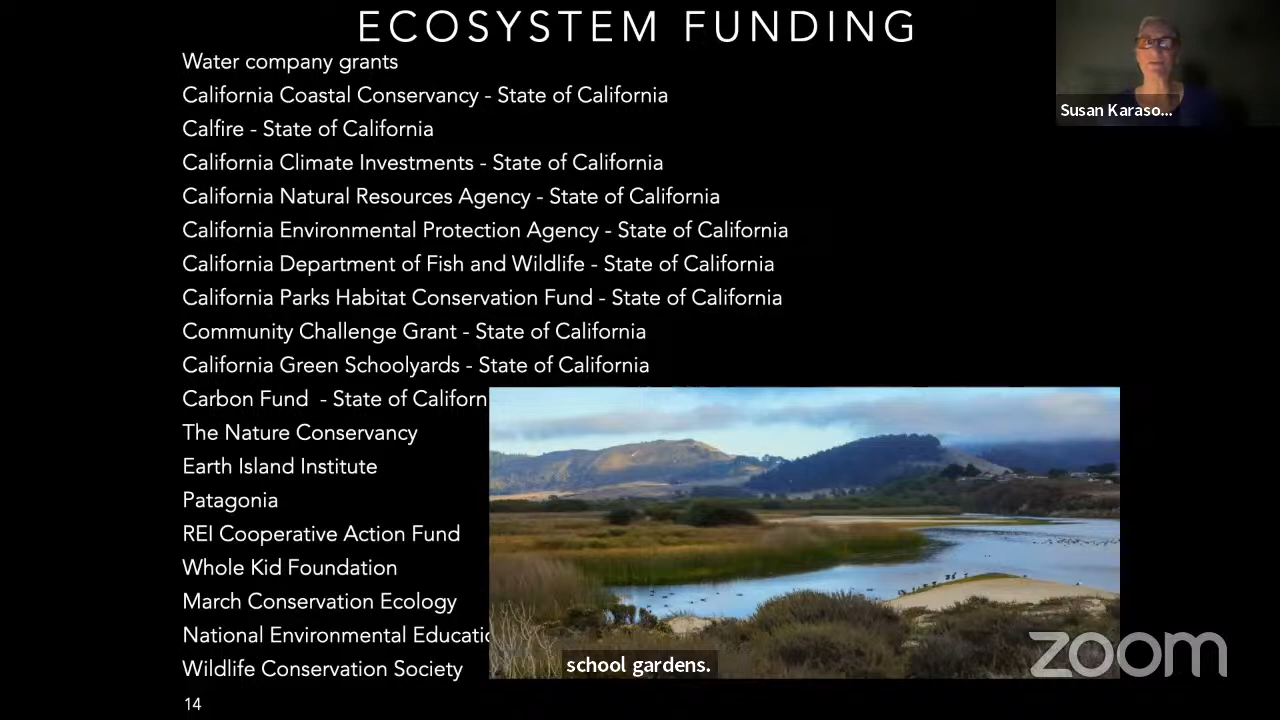 ECOSYSTEM FUNDING
Water company grants
California Coastal Conservancy - State of California
Calfire - State of California
California Climate Investments - State of California
California Natural Resources Agency - State of California
California Environmental Protection Agency - State of California
California Department of Fish and Wildlife - State of California
California Parks Habitat Conservation Fund - State of California
Community Challenge Grant - State of California
California Green Schoolyards - State of California
Carbon Fund - State of Californ
The Nature Conservancy
Earth Island Institute
Patagonia
REI Cooperative Action Fund
Whole Kid Foundation
March Conservation Ecology
National Environmental Educatio
Wildlife Conservation Society
14
Susan Karaso...
school gardens.
zoom